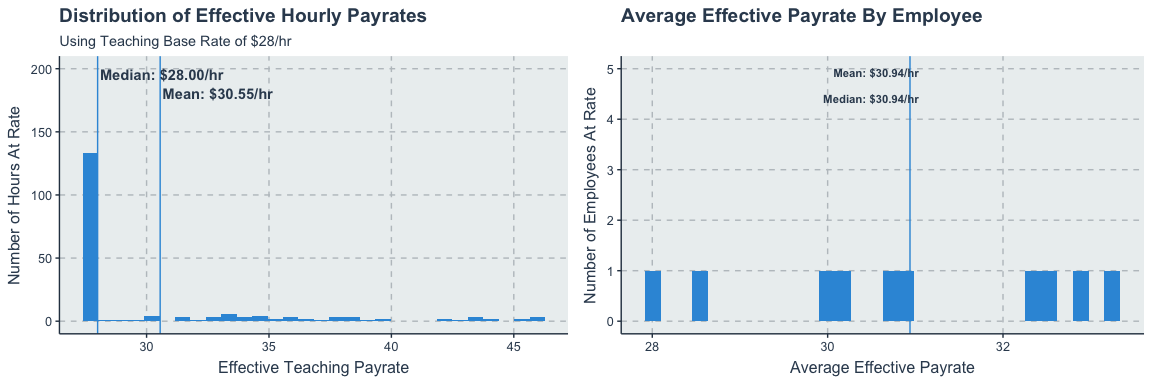 Distribution of Effective Hourly Payrates
Using Teaching Base Rate of $28/hr
Number of Hours At Rate
200
150
100
50
0
Median: $28.00/hr
Mean: $30.55/hr
30
35
40
45
Effective Teaching Payrate
Average Effective Payrate By Employee
Number of Employees At Rate
5
4
3
2
1
0
Mean: $30.94/hr
Median: $30.94/hr
28
30
32
Average Effective Payrate